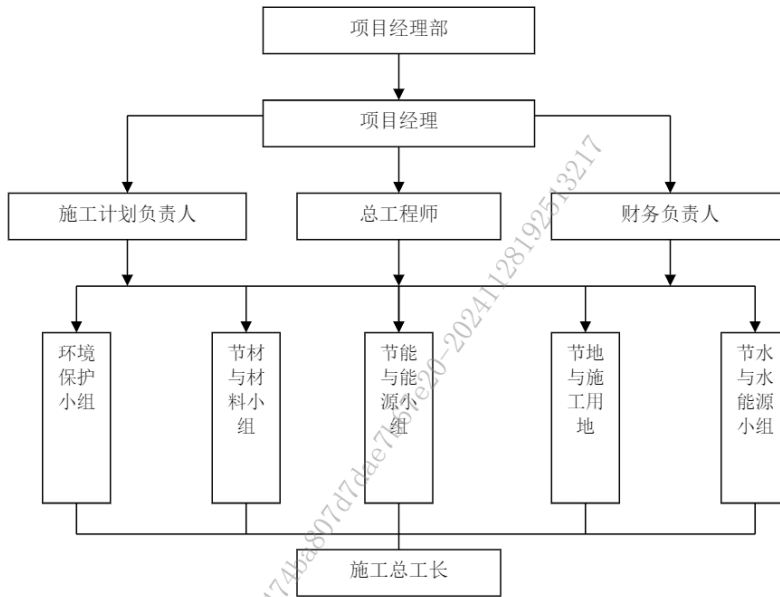 项目经理部
项目经理
施工计划负责人
总工程师
财务负责人
环境
保护
小组
节材
与材
料小
组
节能
与能
源小
组
节地
与施
工用
地
节水
与水
能源
小组
施工总工长